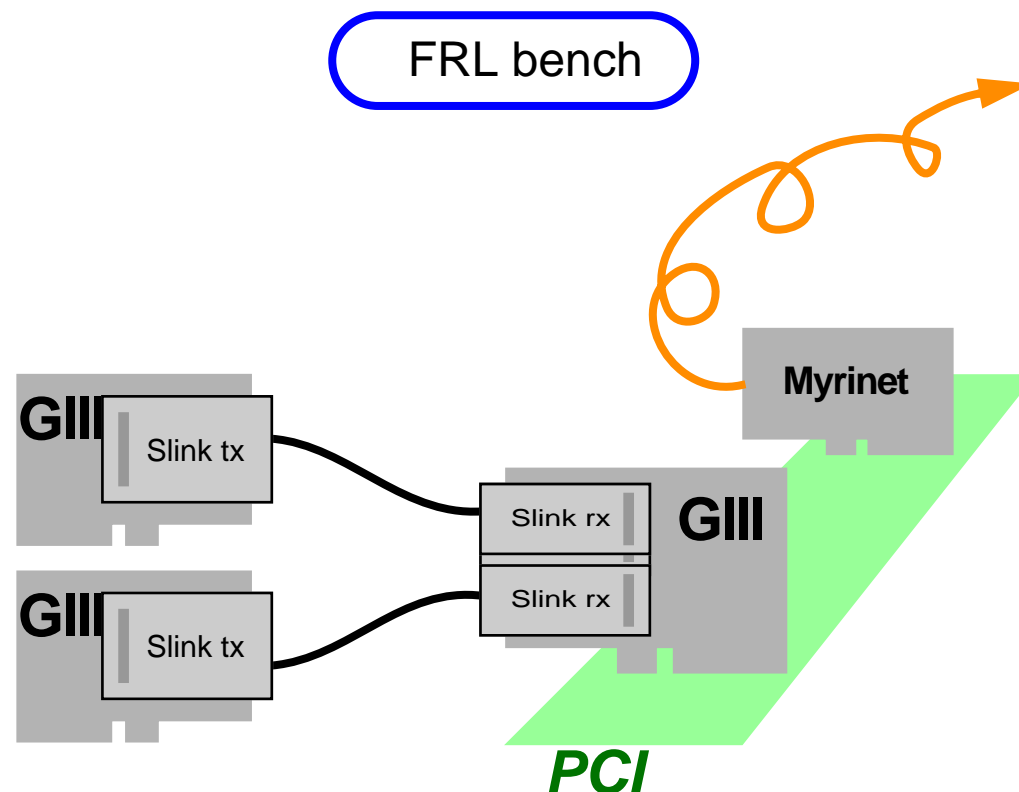 FRL bench
Myrinet
GIII
Slink tx
Slink rx
GIII
Slink rx
GIII
Slink tx
PCI